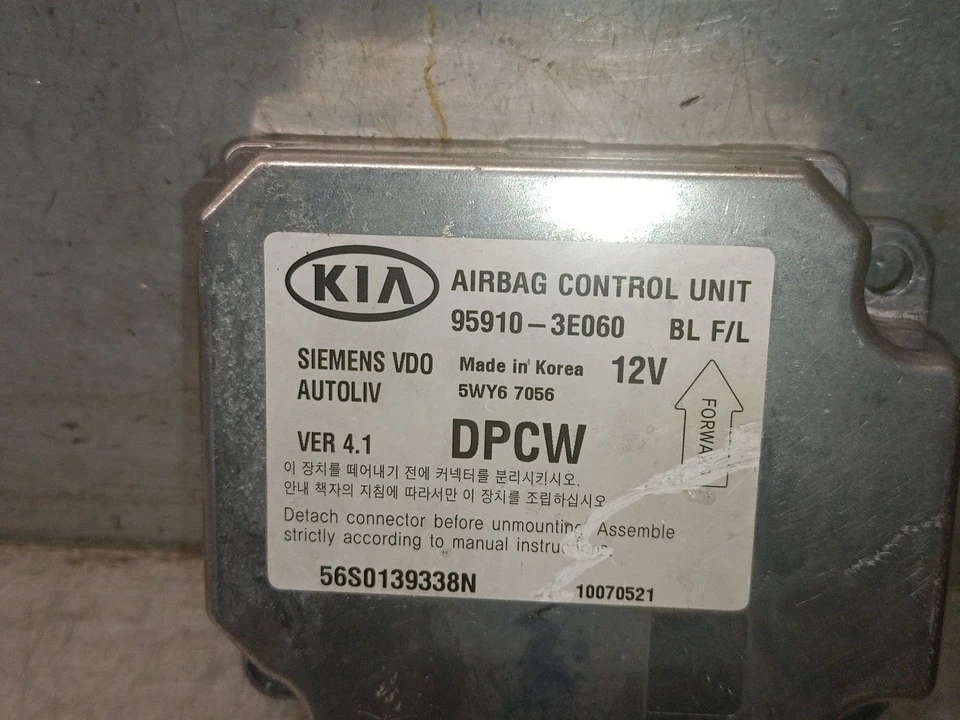 KIA AIRBAG CONTROL UNIT
95910-3E060 BL F/L
SIEMENS VDO Made in Korea 12V
AUTOLIV 5WY6 7056
FORWARD
VER 4.1 DPCW
이 장치를 떼어내기 전에 커넥터를 분리시키시오.
안내 책자의 지침에 따라서만 이 장치를 조립하십시오
Detach connector before unmounting. Assemble
strictly according to manual instructions.
56S0139338N 10070521